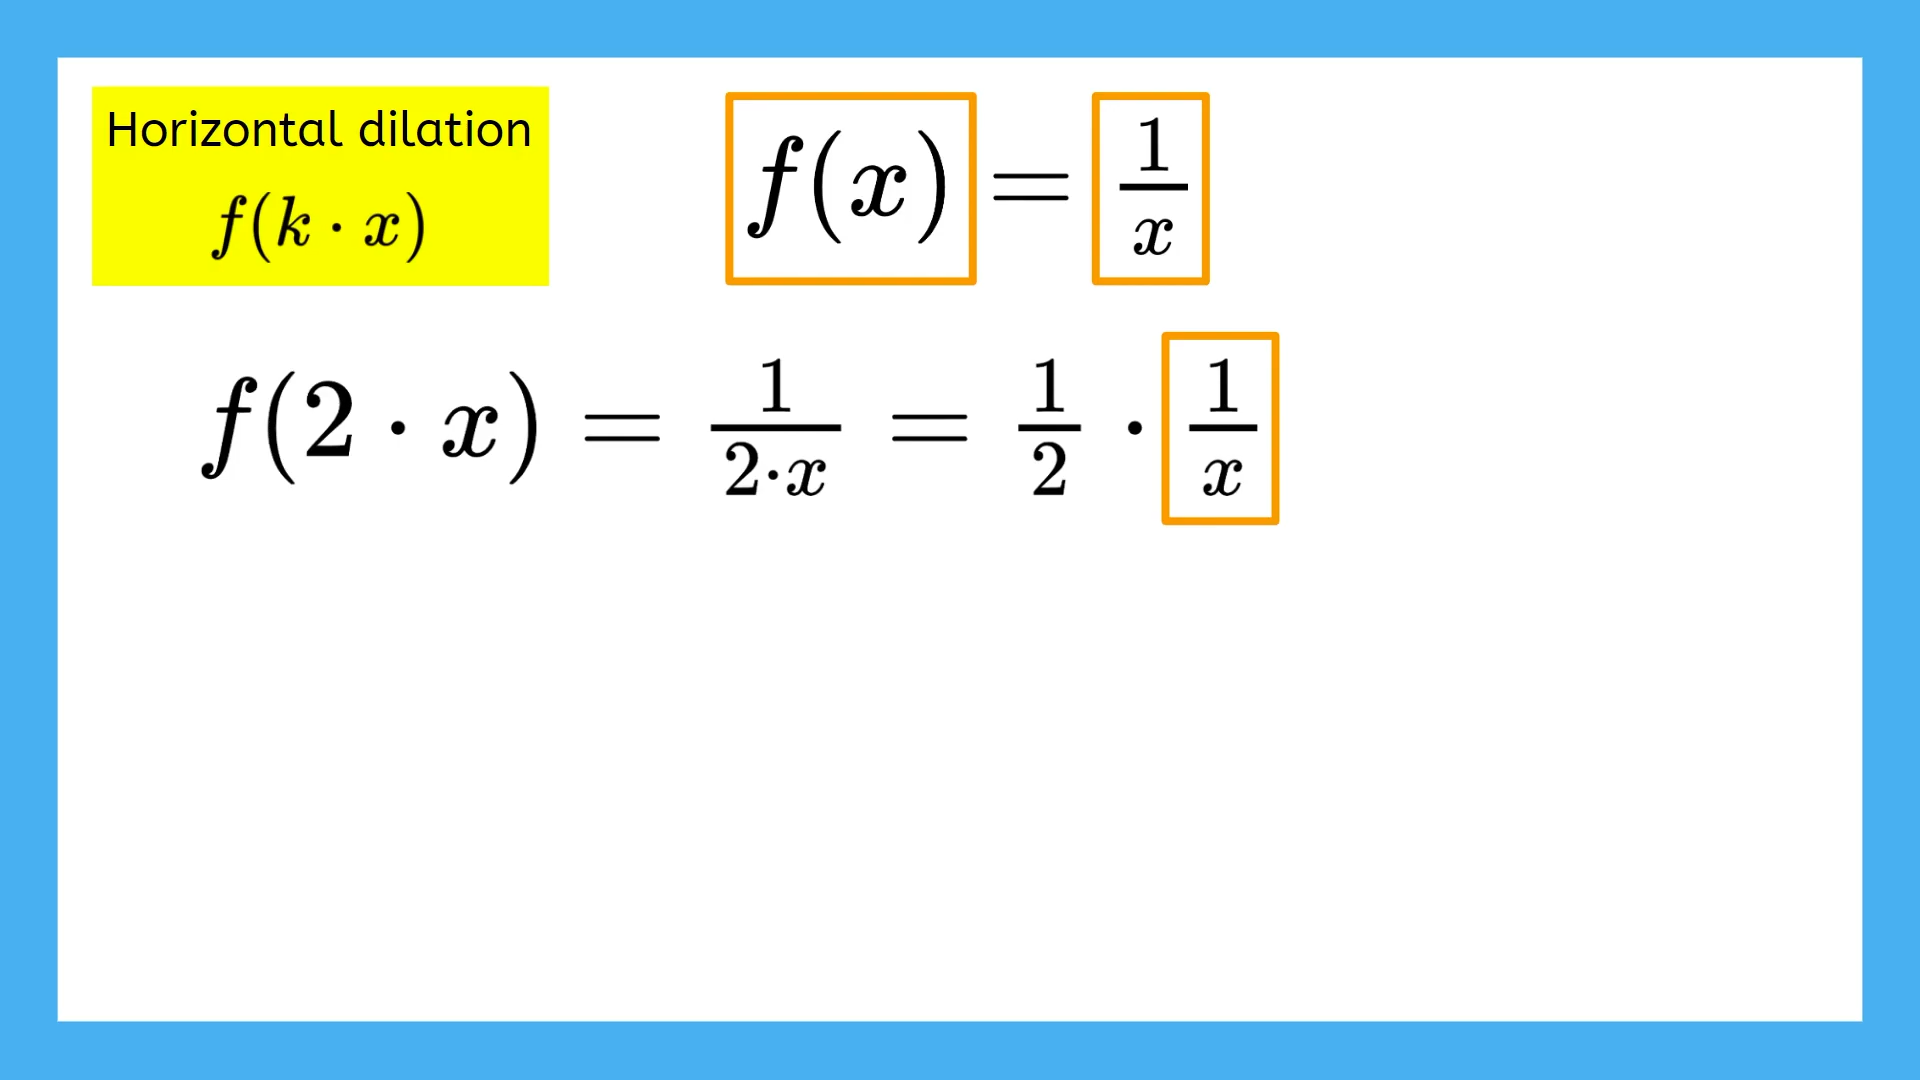 Horizontal dilation
f(k · x)
f(x) = 1/x
f(2 · x) = 1/(2·x) = 1/2 · 1/x